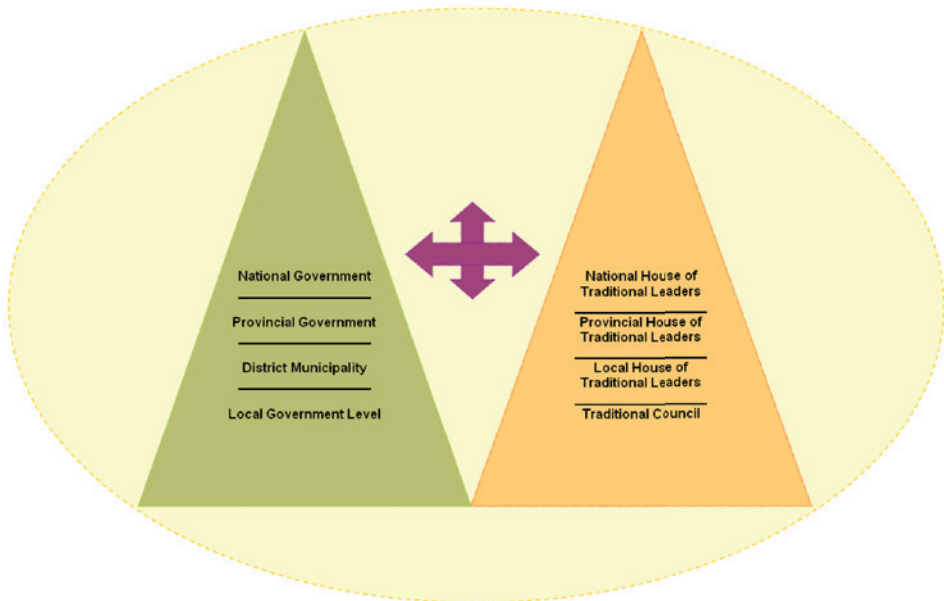 National Government
Provincial Government
District Municipality
Local Government Level
National House of
Traditional Leaders
Provincial House of
Traditional Leaders
Local House of
Traditional Leaders
Traditional Council